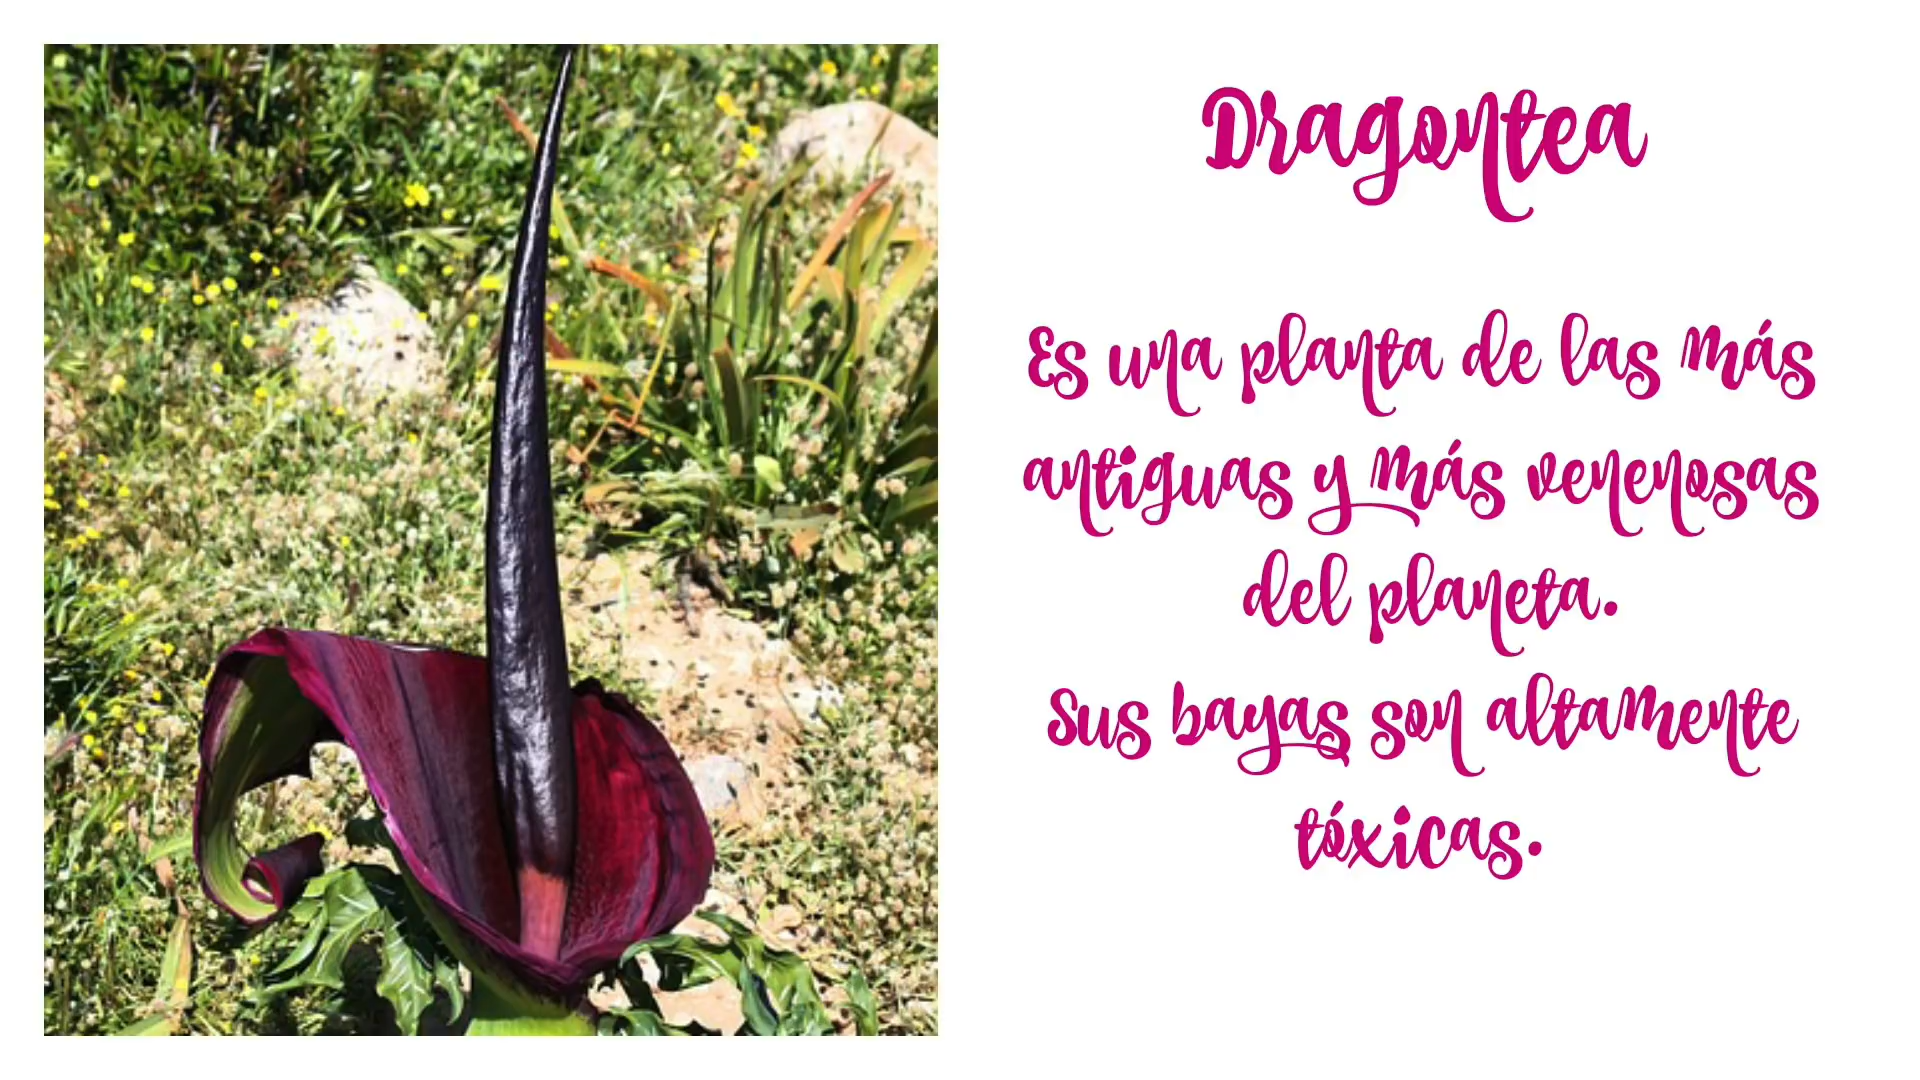 Dragontea
Es una planta de las más
antiguas y más venenosas
del planeta.
Sus bayas son altamente
tóxicas.